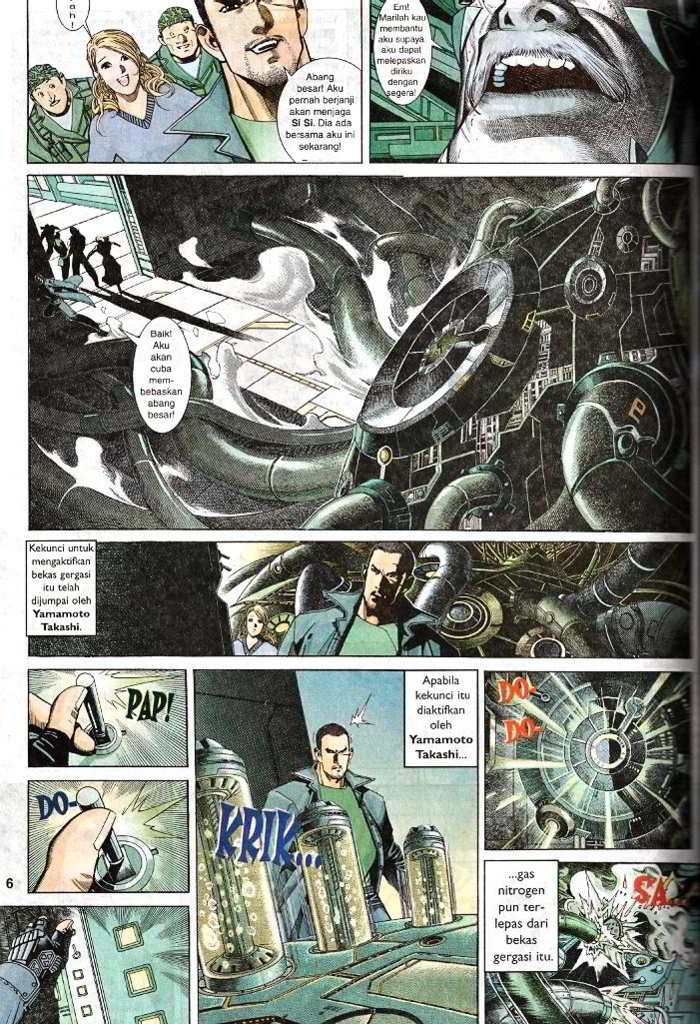 rah!
Abang
besar! Aku
pernah berjanji
akan menjaga
Si Si. Dia ada
bersama aku ini
sekarang!
Em!
Marilah kau
membantu
aku supaya
aku dapat
melepaskan
diriku
dengan
segera!
Baik!
Aku
akan
cuba
mem-
bebaskan
abang
besar!
P
Kekunci untuk
mengaktifkan
bekas gergasi
itu telah
dijumpai oleh
Yamamoto
Takashi.
PAP!
DO-
KRIK...
Apabila
kekunci itu
diaktifkan
oleh
Yamamoto
Takashi...
DO-
DO-
...gas
nitrogen
pun ter-
lepas dari
bekas
gergasi itu.
SA...
6